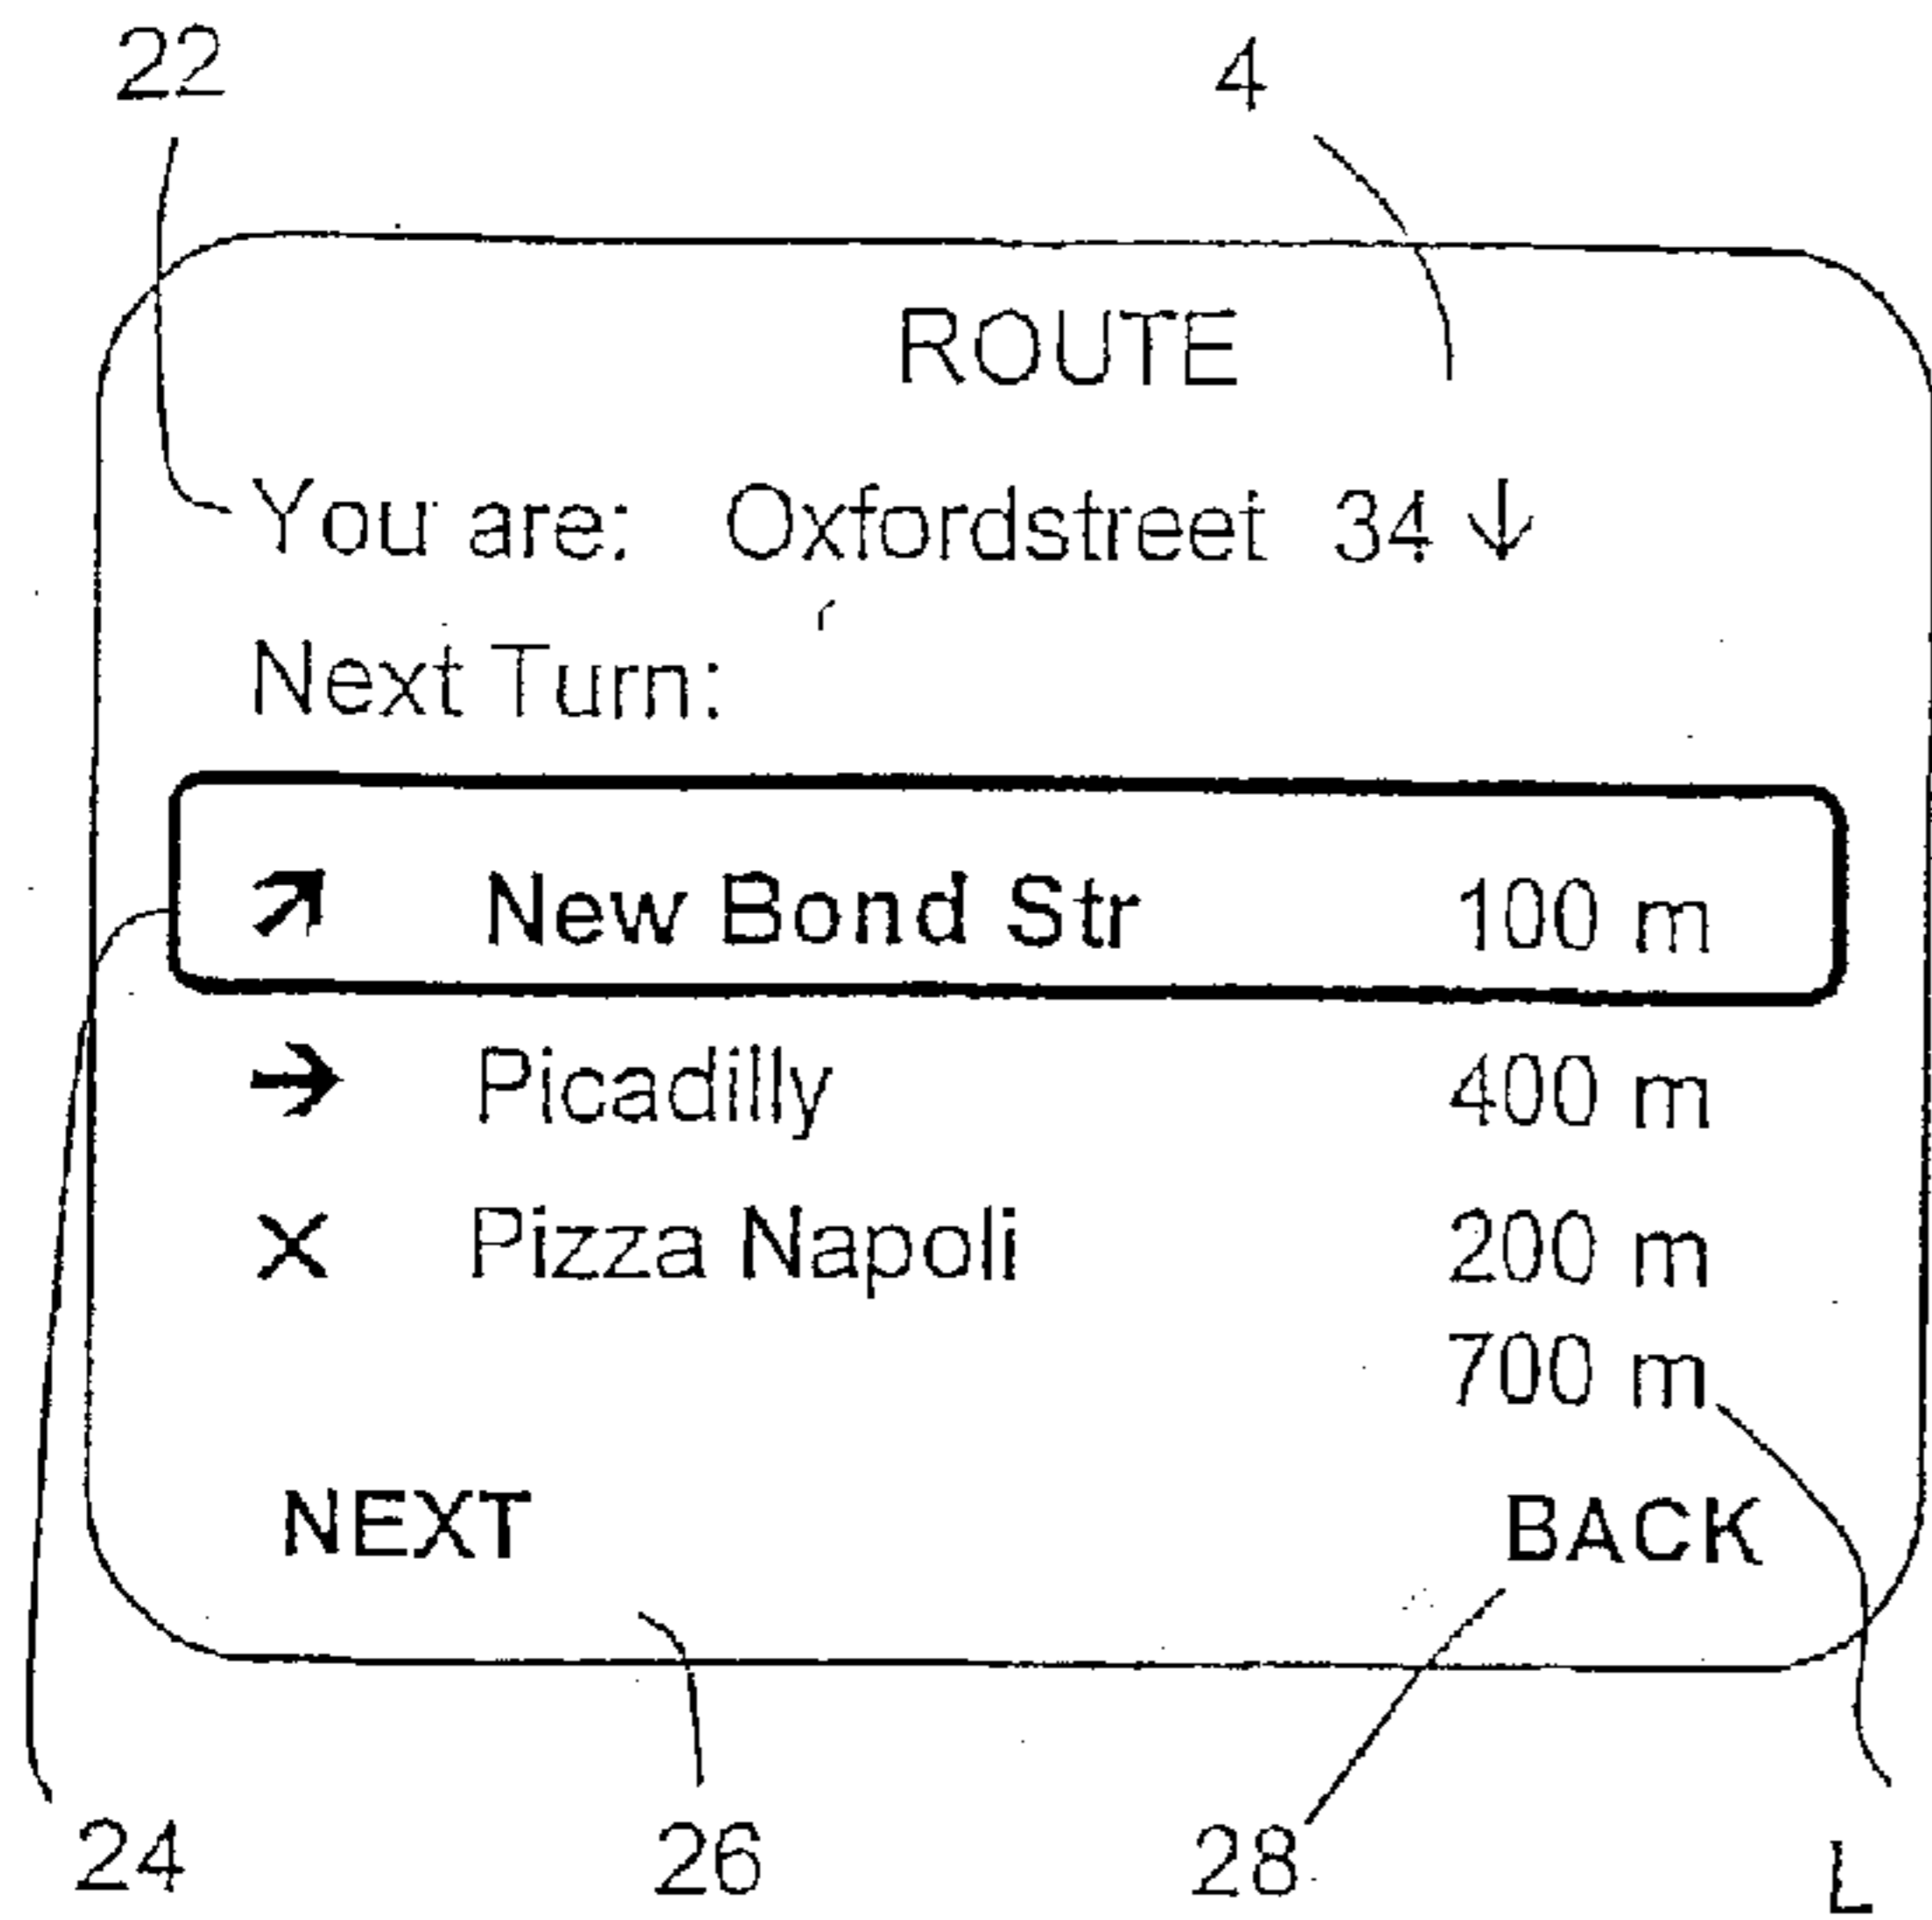 22 4
ROUTE
You are: Oxfordstreet 34 ↓
Next Turn:
↗ New Bond Str 100 m
→ Picadilly 400 m
× Pizza Napoli 200 m
700 m
NEXT BACK
24 26 28 L